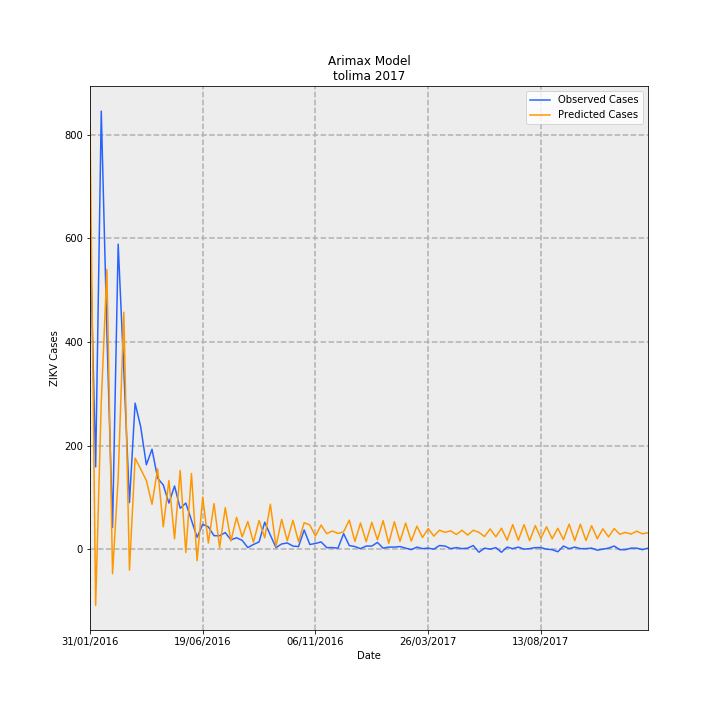 Arimax Model
tolima 2017
Observed Cases
Predicted Cases
ZIKV Cases
800
600
400
200
0
31/01/2016
19/06/2016
06/11/2016
26/03/2017
13/08/2017
Date